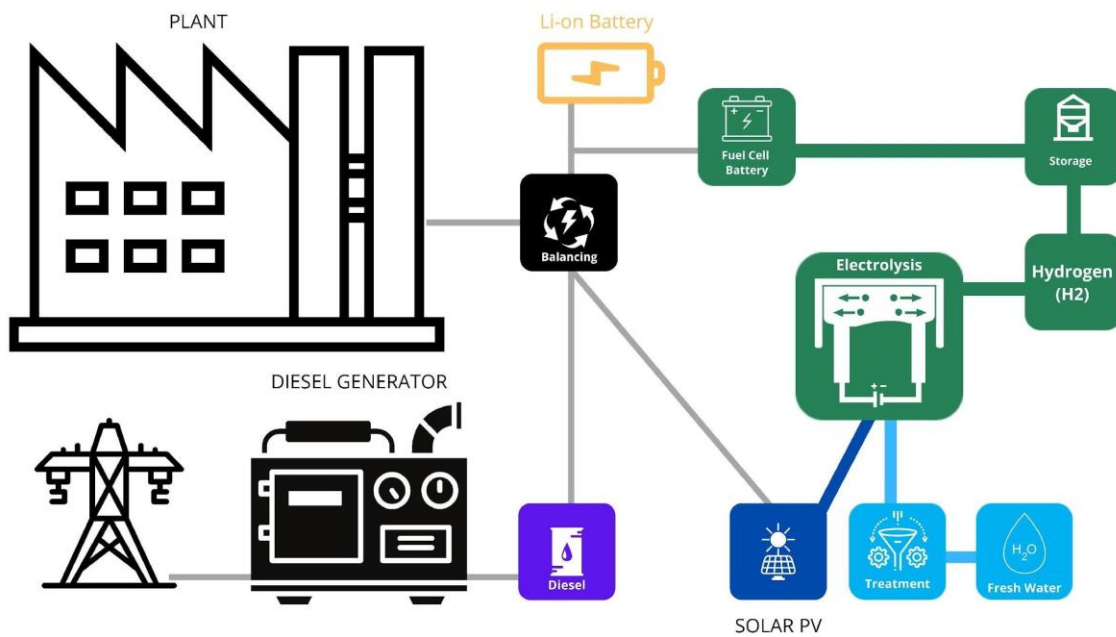 PLANT
Li-on Battery
Fuel Cell
Battery
Storage
Balancing
Electrolysis
Hydrogen
(H2)
DIESEL GENERATOR
Diesel
Treatment
H₂O
Fresh Water
SOLAR PV